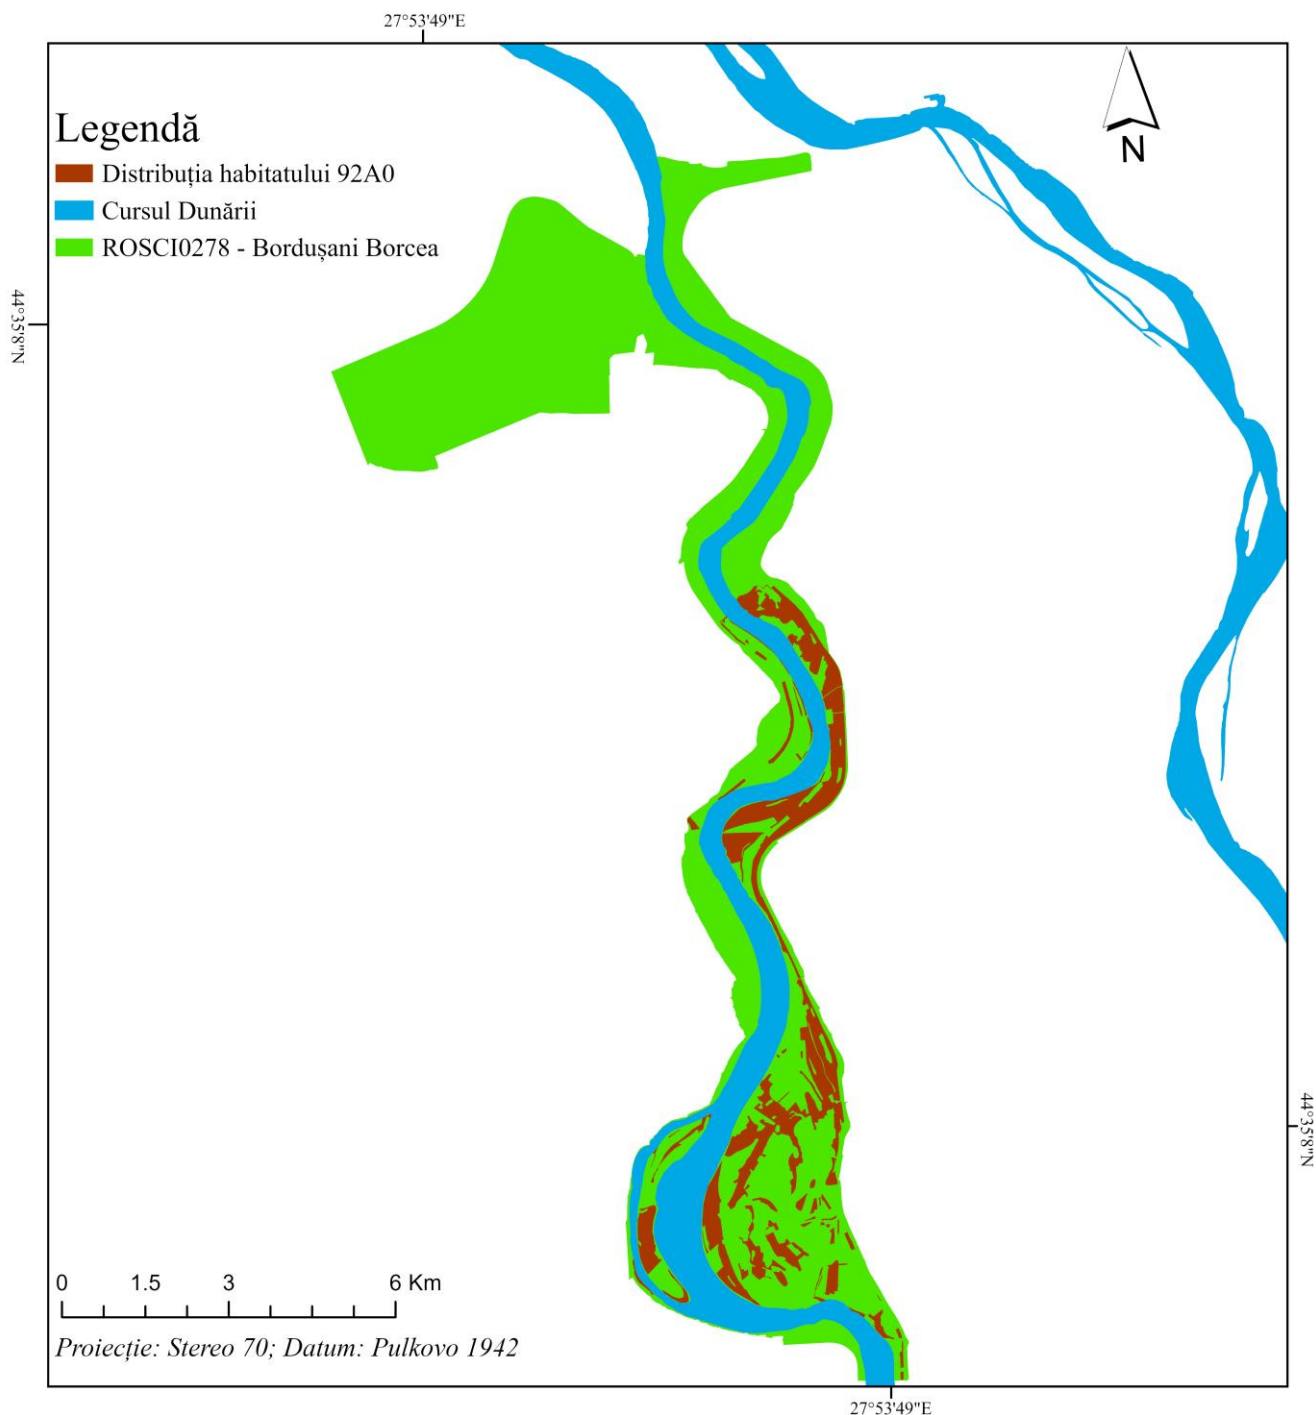 27°53'49"E
Legendă
Distribuția habitatului 92A0
Cursul Dunării
ROSCI0278 - Bordușani Borcea
N
44°35'8"N
44°35'8"N
0 1.5 3 6 Km
Proiecție: Stereo 70; Datum: Pulkovo 1942
27°53'49"E